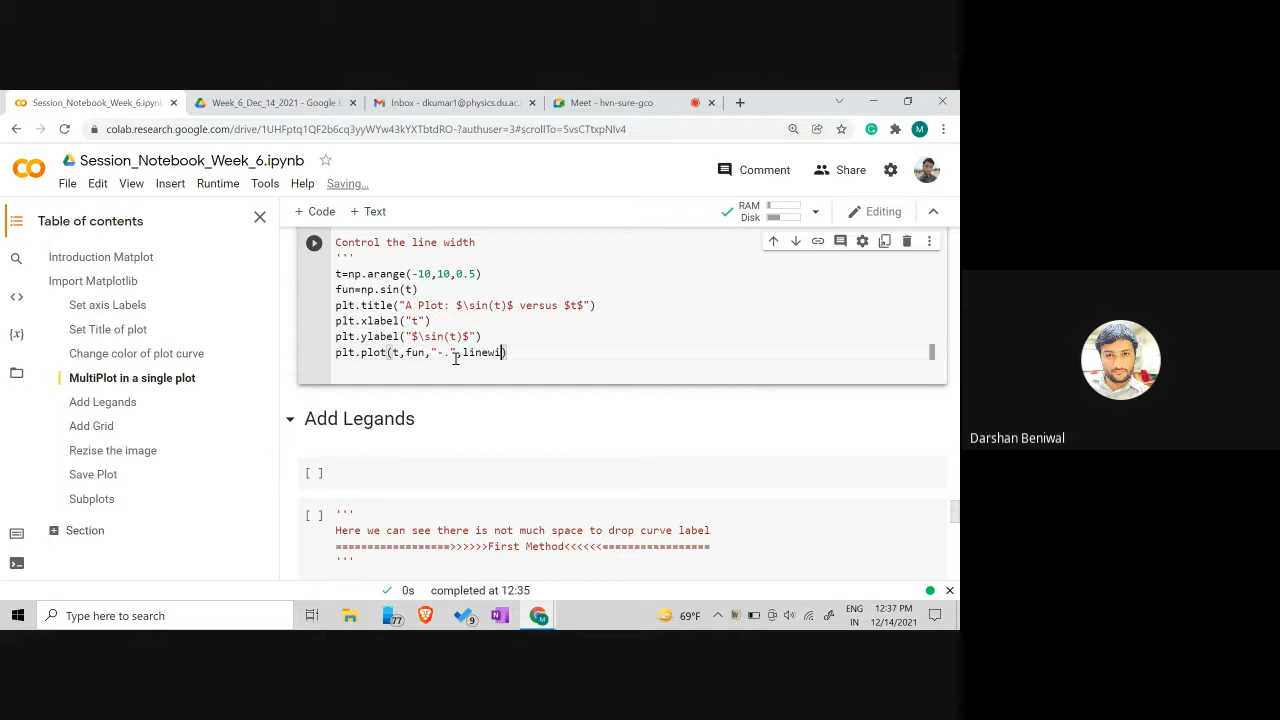 Session_Notebook_Week_6.ipynb
Week_6_Dec_14_2021 - Google D
Inbox - dkumar1@physics.du.ac.
Meet - hvn-sure-gco
colab.research.google.com/drive/1UHFptq1QF2b6cq3yyWYw43kYXTbtdRO-?authuser=3#scrollTo=5vsCTtxpNlv4
M
Session_Notebook_Week_6.ipynb
Comment
Share
File Edit View Insert Runtime Tools Help Saving...
Table of contents
+ Code + Text
RAM
Disk
Editing
Introduction Matplot
Import Matplotlib
Set axis Labels
Set Title of plot
Change color of plot curve
MultiPlot in a single plot
Add Legands
Add Grid
Rezise the image
Save Plot
Subplots
Section
Control the line width
'''
t=np.arange(-10,10,0.5)
fun=np.sin(t)
plt.title("A Plot: $\sin(t)$ versus $t$")
plt.xlabel("t")
plt.ylabel("$\sin(t)$")
plt.plot(t,fun,"-.",linewi)
Add Legands
[ ]
[ ] '''
Here we can see there is not much space to drop curve label
==================>>>>>>First Method<<<<<<=================
'''
0s completed at 12:35
Type here to search
77
9
69°F
ENG
IN
12:37 PM
12/14/2021
Darshan Beniwal